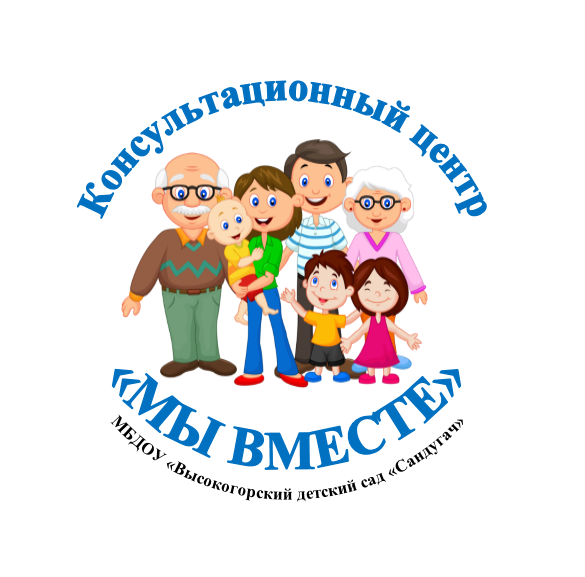 Консультационный центр
«МЫ ВМЕСТЕ»
МБДОУ «Высокогорский детский сад «Сандугач»